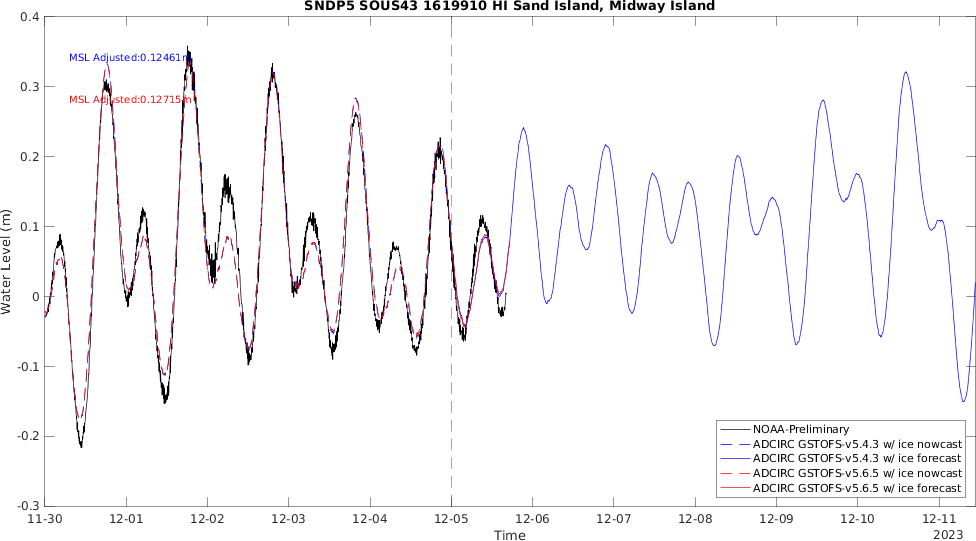 SNDP5 SOUS43 1619910 HI Sand Island, Midway Island
0.4
0.3
0.2
0.1
0
-0.1
-0.2
-0.3
Water Level (m)
MSL Adjusted:0.12461m
MSL Adjusted:0.12715m
NOAA-Preliminary
ADCIRC GSTOFS-v5.4.3 w/ ice nowcast
ADCIRC GSTOFS-v5.4.3 w/ ice forecast
ADCIRC GSTOFS-v5.6.5 w/ ice nowcast
ADCIRC GSTOFS-v5.6.5 w/ ice forecast
11-30 12-01 12-02 12-03 12-04 12-05 12-06 12-07 12-08 12-09 12-10 12-11
Time
2023